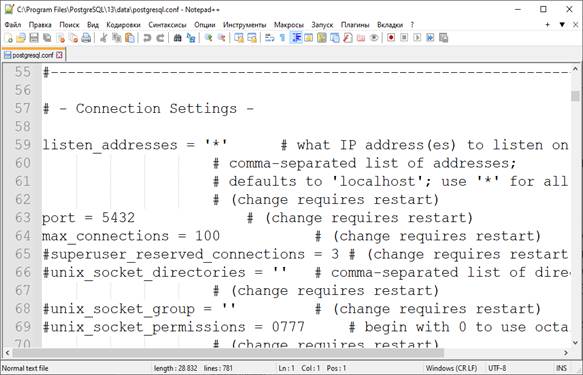 C:\Program Files\PostgreSQL\13\data\postgresql.conf - Notepad++
Файл Правка Поиск Вид Кодировки Синтаксисы Опции Инструменты Макросы Запуск Плагины Вкладки ? + ▼ X
postgresql.conf
55 #----------------------------------------------------------
56
57 # - Connection Settings -
58
59 listen_addresses = '*' # what IP address(es) to listen on
60 # comma-separated list of addresses;
61 # defaults to 'localhost'; use '*' for all
62 # (change requires restart)
63 port = 5432 # (change requires restart)
64 max_connections = 100 # (change requires restart)
65 #superuser_reserved_connections = 3 # (change requires restart
66 #unix_socket_directories = '' # comma-separated list of direc
67 # (change requires restart)
68 #unix_socket_group = '' # (change requires restart)
69 #unix_socket_permissions = 0777 # begin with 0 to use octa
70 # (change requires restart)
Normal text file length : 28 832 lines : 781 Ln : 1 Col : 1 Pos : 1 Windows (CR LF) UTF-8 INS